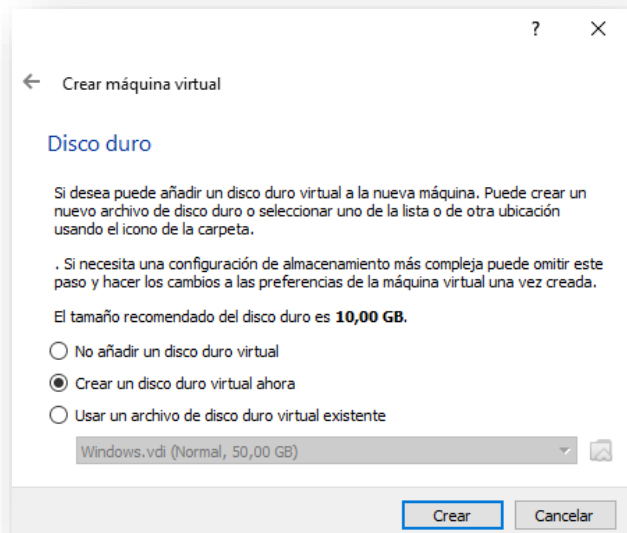 ?
Crear máquina virtual
Disco duro
Si desea puede añadir un disco duro virtual a la nueva máquina. Puede crear un
nuevo archivo de disco duro o seleccionar uno de la lista o de otra ubicación
usando el icono de la carpeta.
. Si necesita una configuración de almacenamiento más compleja puede omitir este
paso y hacer los cambios a las preferencias de la máquina virtual una vez creada.
El tamaño recomendado del disco duro es 10,00 GB.
No añadir un disco duro virtual
Crear un disco duro virtual ahora
Usar un archivo de disco duro virtual existente
Windows.vdi (Normal, 50,00 GB)
Crear Cancelar